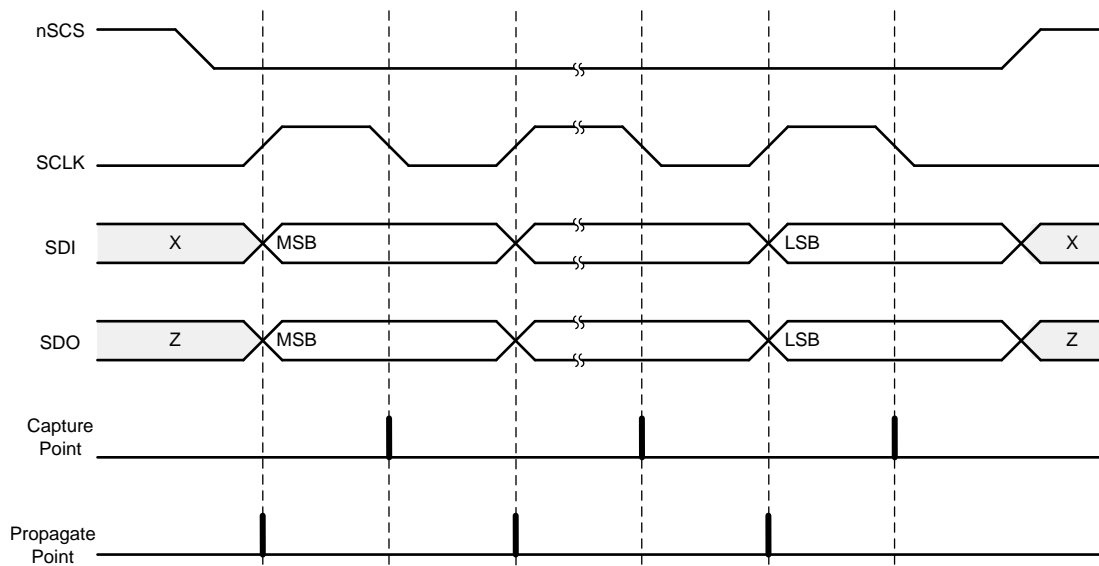 nSCS
SCLK
SDI
X
MSB
LSB
X
SDO
Z
MSB
LSB
Z
Capture
Point
Propagate
Point